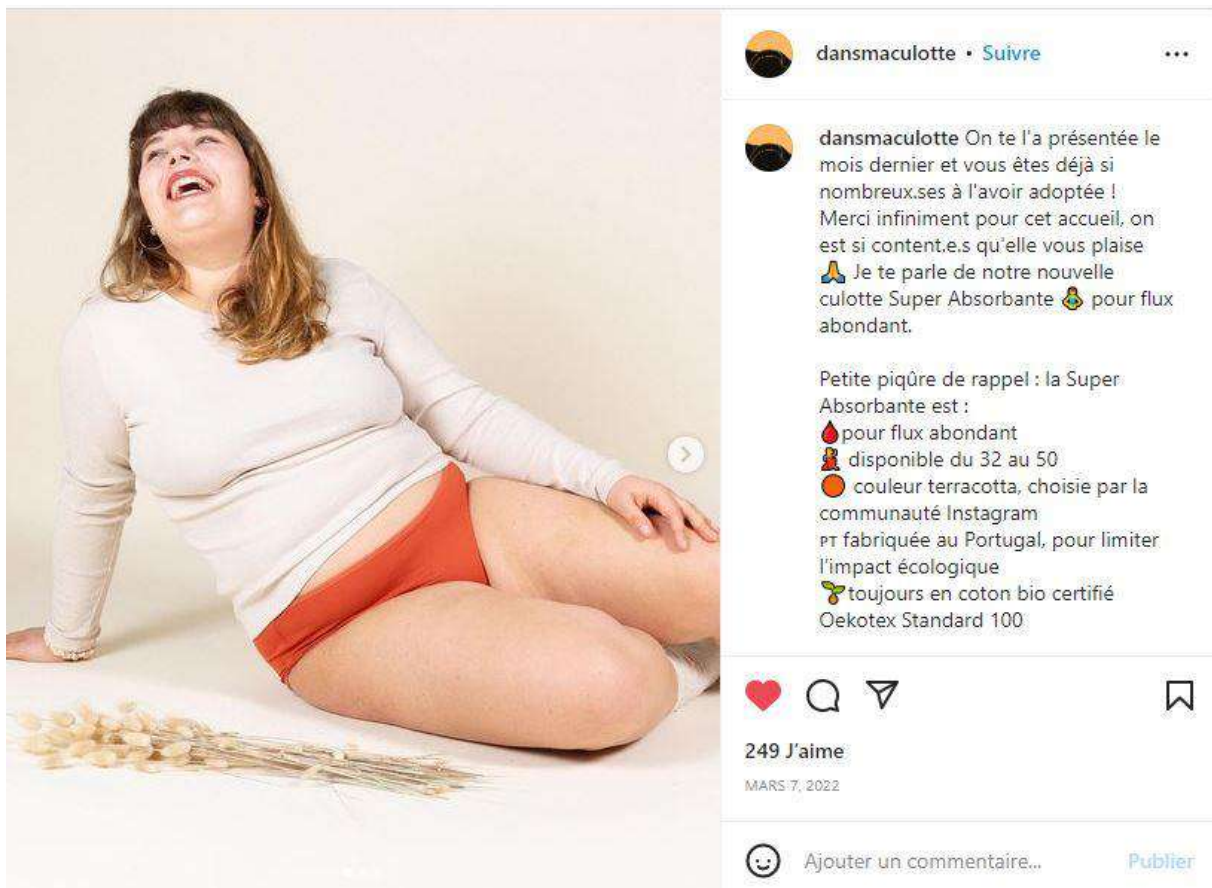 dansmaculotte • Suivre
dansmaculotte On te l'a présentée le
mois dernier et vous êtes déjà si
nombreux.ses à l'avoir adoptée !
Merci infiniment pour cet accueil, on
est si content.e.s qu'elle vous plaise
🙏 Je te parle de notre nouvelle
culotte Super Absorbante 🧘‍♀️ pour flux
abondant.
Petite piqûre de rappel : la Super
Absorbante est :
🩸pour flux abondant
💃 disponible du 32 au 50
🟠 couleur terracotta, choisie par la
communauté Instagram
PT fabriquée au Portugal, pour limiter
l'impact écologique
🌱toujours en coton bio certifié
Oekotex Standard 100
249 J'aime
MARS 7, 2022
Ajouter un commentaire...
Publier